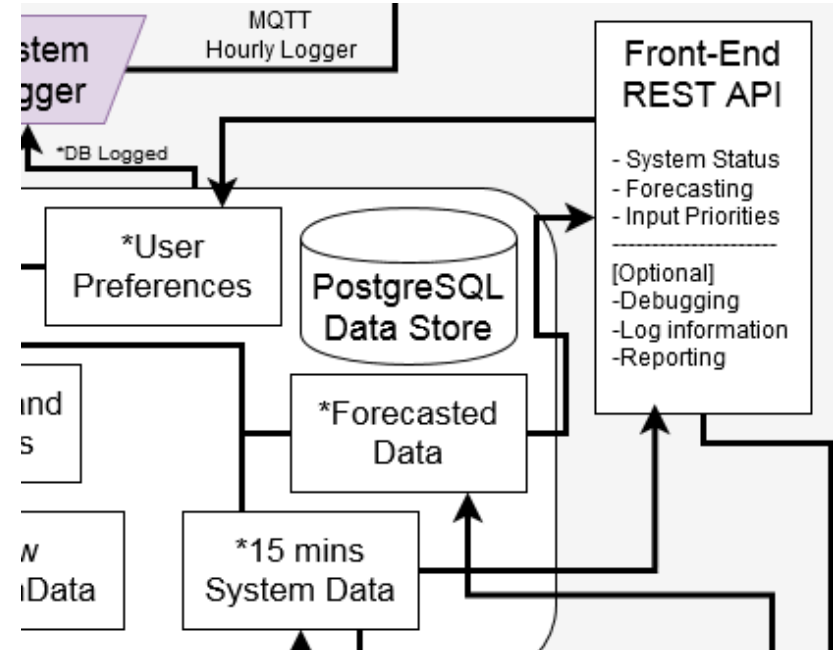 MQTT
Hourly Logger
stem
gger
*DB Logged
Front-End
REST API
- System Status
- Forecasting
- Input Priorities
----------------------
[Optional]
-Debugging
-Log information
-Reporting
*User
Preferences
PostgreSQL
Data Store
*Forecasted
Data
and
s
w
Data
*15 mins
System Data